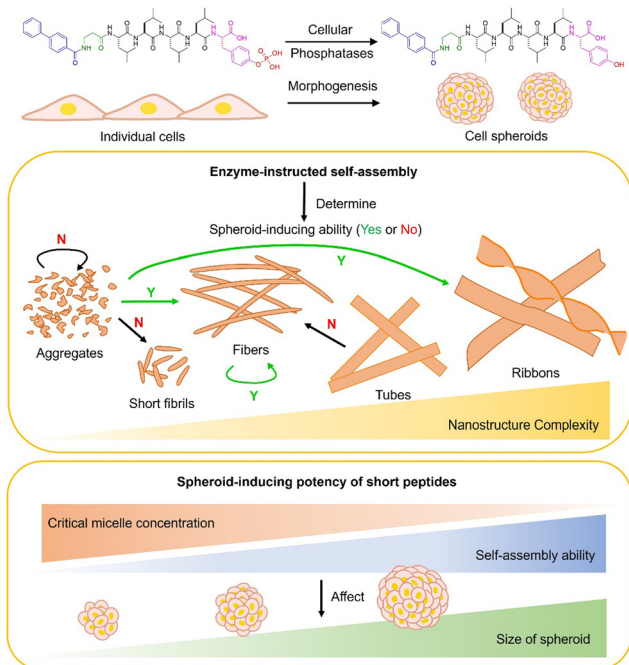 Cellular
Phosphatases
Morphogenesis
Individual cells
Cell spheroids
Enzyme-instructed self-assembly
Determine
Spheroid-inducing ability (Yes or No)
N
Y
Y
N
N
Aggregates
Fibers
Short fibrils
Y
Tubes
Ribbons
Nanostructure Complexity
Spheroid-inducing potency of short peptides
Critical micelle concentration
Self-assembly ability
Affect
Size of spheroid